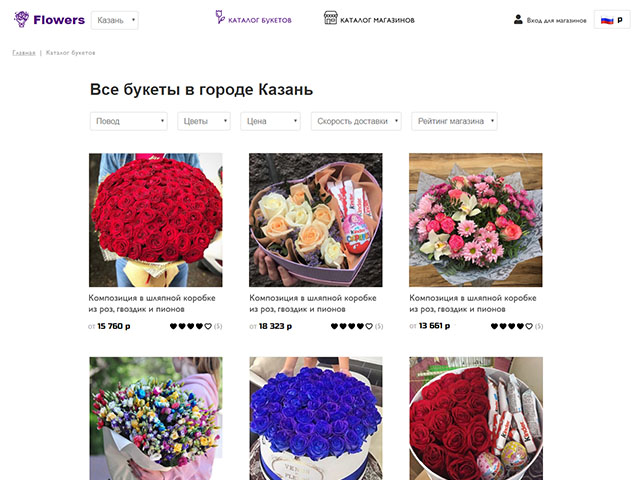 Flowers
Казань
КАТАЛОГ БУКЕТОВ
КАТАЛОГ МАГАЗИНОВ
Вход для магазинов
₽
Главная | Каталог букетов
Все букеты в городе Казань
Повод
Цветы
Цена
Скорость доставки
Рейтинг магазина
Композиция в шляпной коробке
из роз, гвоздик и пионов
от 15 760 р
(5)
Композиция в шляпной коробке
из роз, гвоздик и пионов
от 18 323 р
(5)
Композиция в шляпной коробке
из роз, гвоздик и пионов
от 13 661 р
(5)